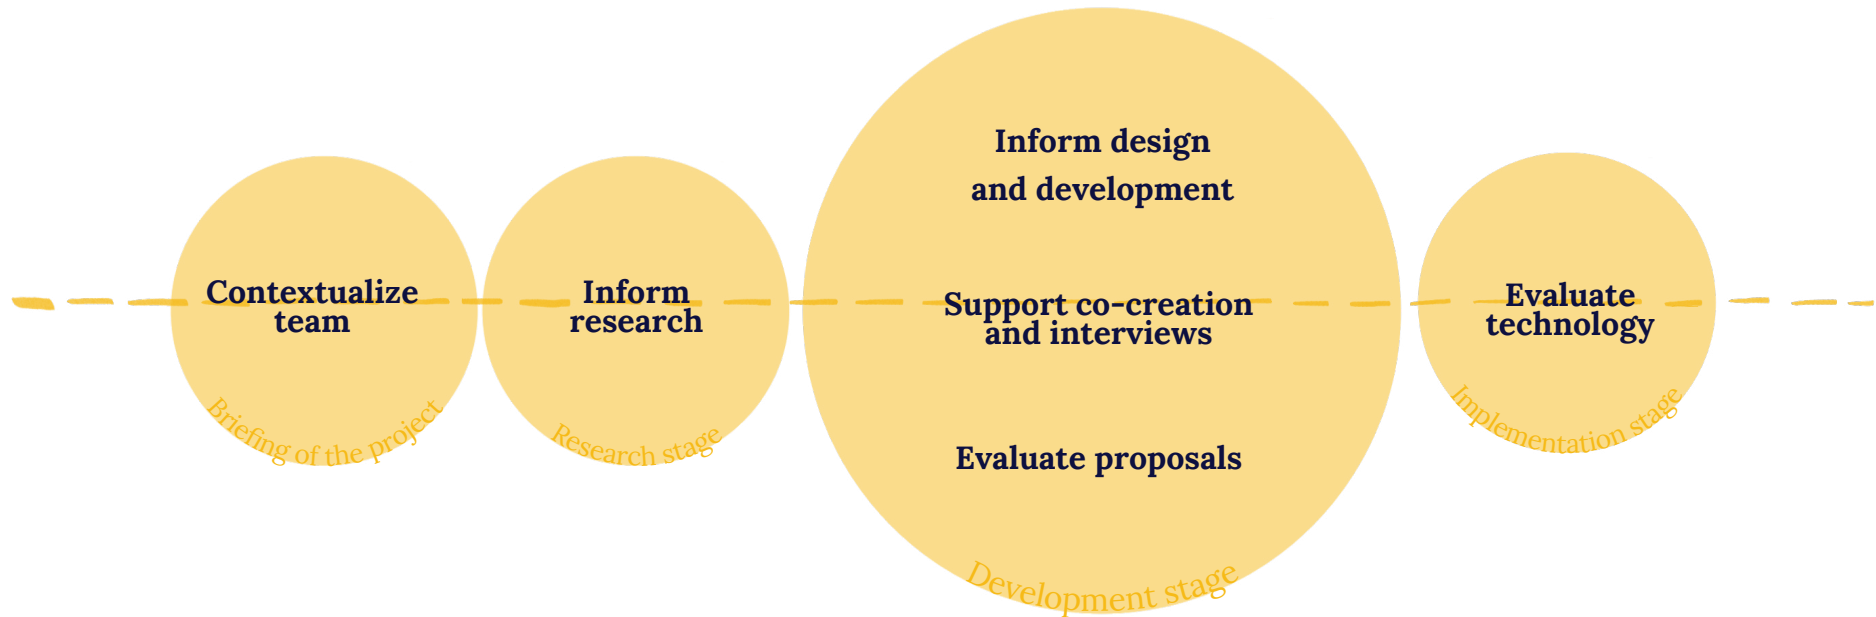 Contextualize
team
Briefing of the project
Inform
research
Research stage
Inform design
and development
Support co-creation
and interviews
Evaluate proposals
Development stage
Evaluate
technology
Implementation stage